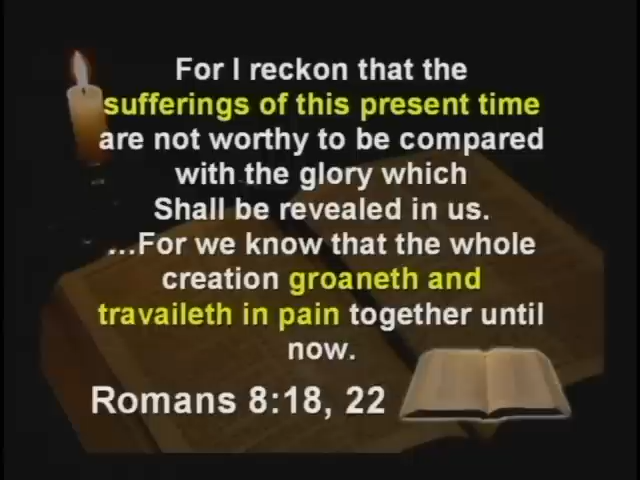 For I reckon that the
sufferings of this present time
are not worthy to be compared
with the glory which
Shall be revealed in us.
...For we know that the whole
creation groaneth and
travaileth in pain together until
now.
Romans 8:18, 22